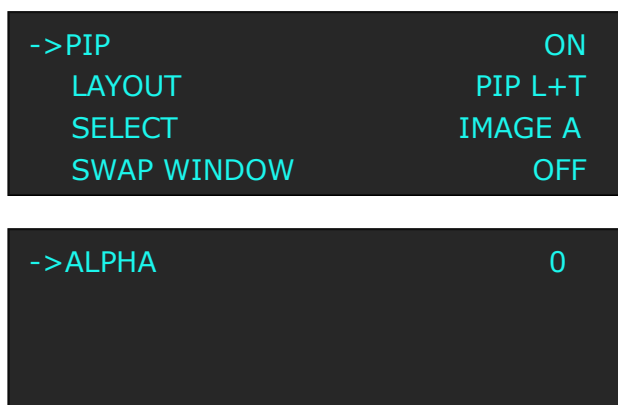 ->PIP ON
LAYOUT PIP L+T
SELECT IMAGE A
SWAP WINDOW OFF
->ALPHA 0